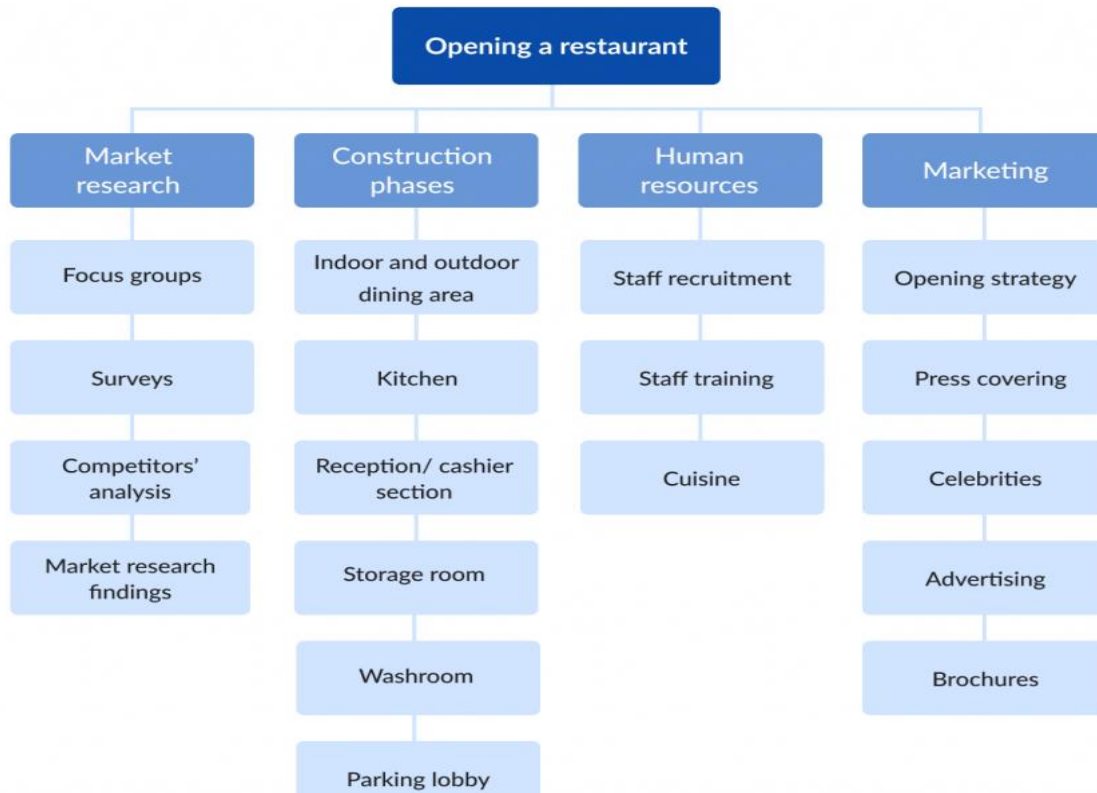 Opening a restaurant
Market
research
Construction
phases
Human
resources
Marketing
Focus groups
Surveys
Competitors’
analysis
Market research
findings
Indoor and outdoor
dining area
Kitchen
Reception/ cashier
section
Storage room
Washroom
Parking lobby
Staff recruitment
Staff training
Cuisine
Opening strategy
Press covering
Celebrities
Advertising
Brochures